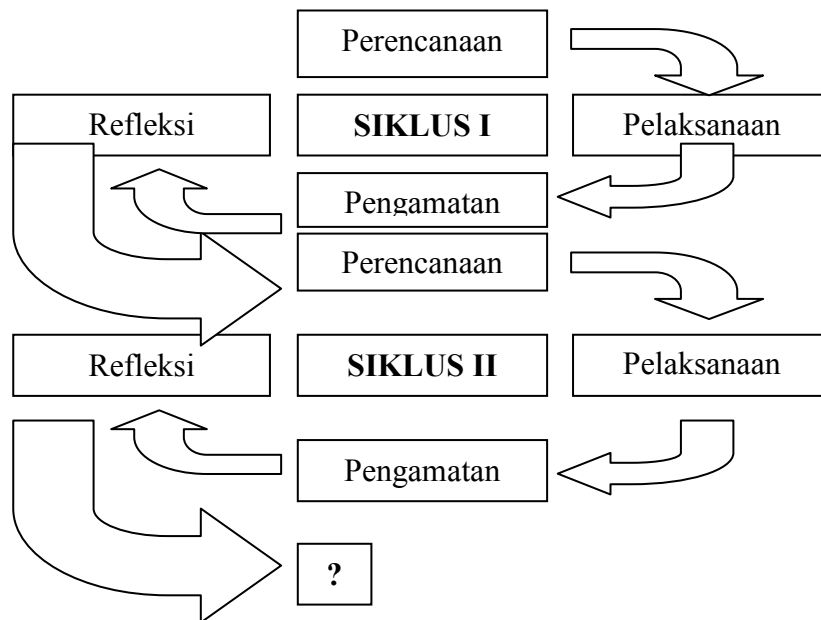 Perencanaan
Refleksi
SIKLUS I
Pelaksanaan
Pengamatan
Perencanaan
Refleksi
SIKLUS II
Pelaksanaan
Pengamatan
?